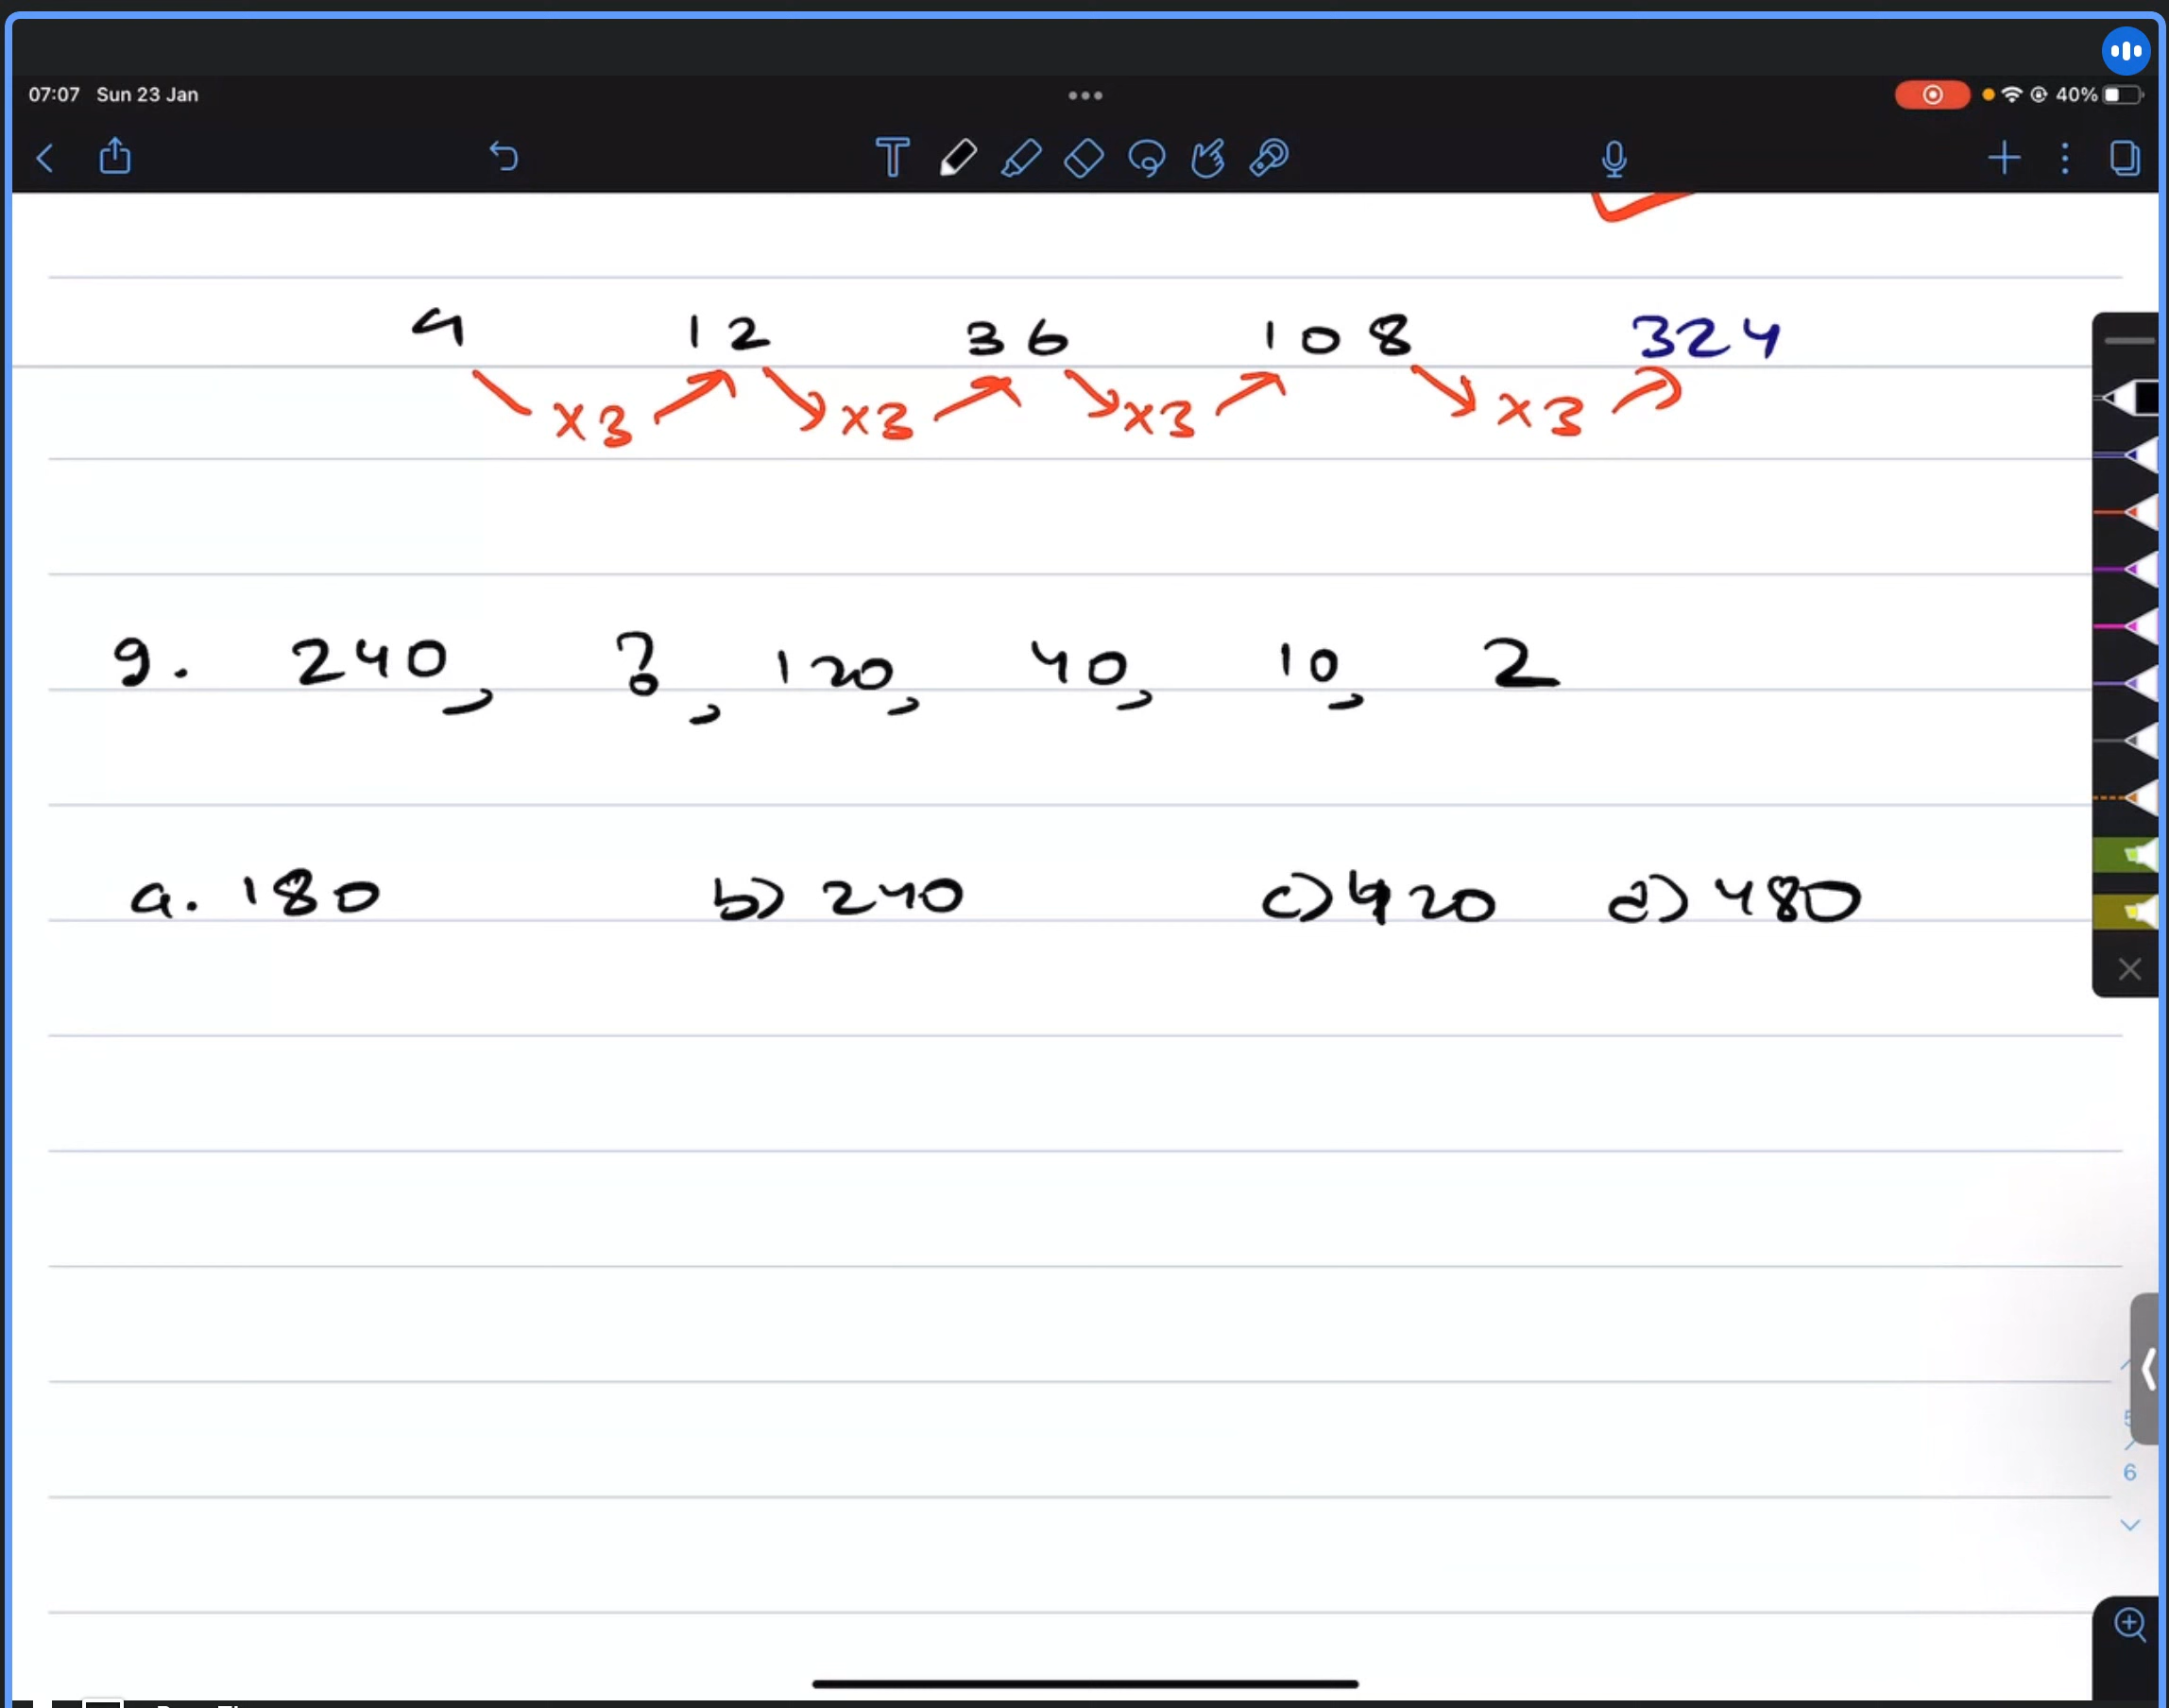 07:07 Sun 23 Jan 40%
4 12 36 108 324
x3 x3 x3 x3
9. 240, ?, 120, 40, 10, 2
a. 180 b) 240 c) 420 d) 480
6